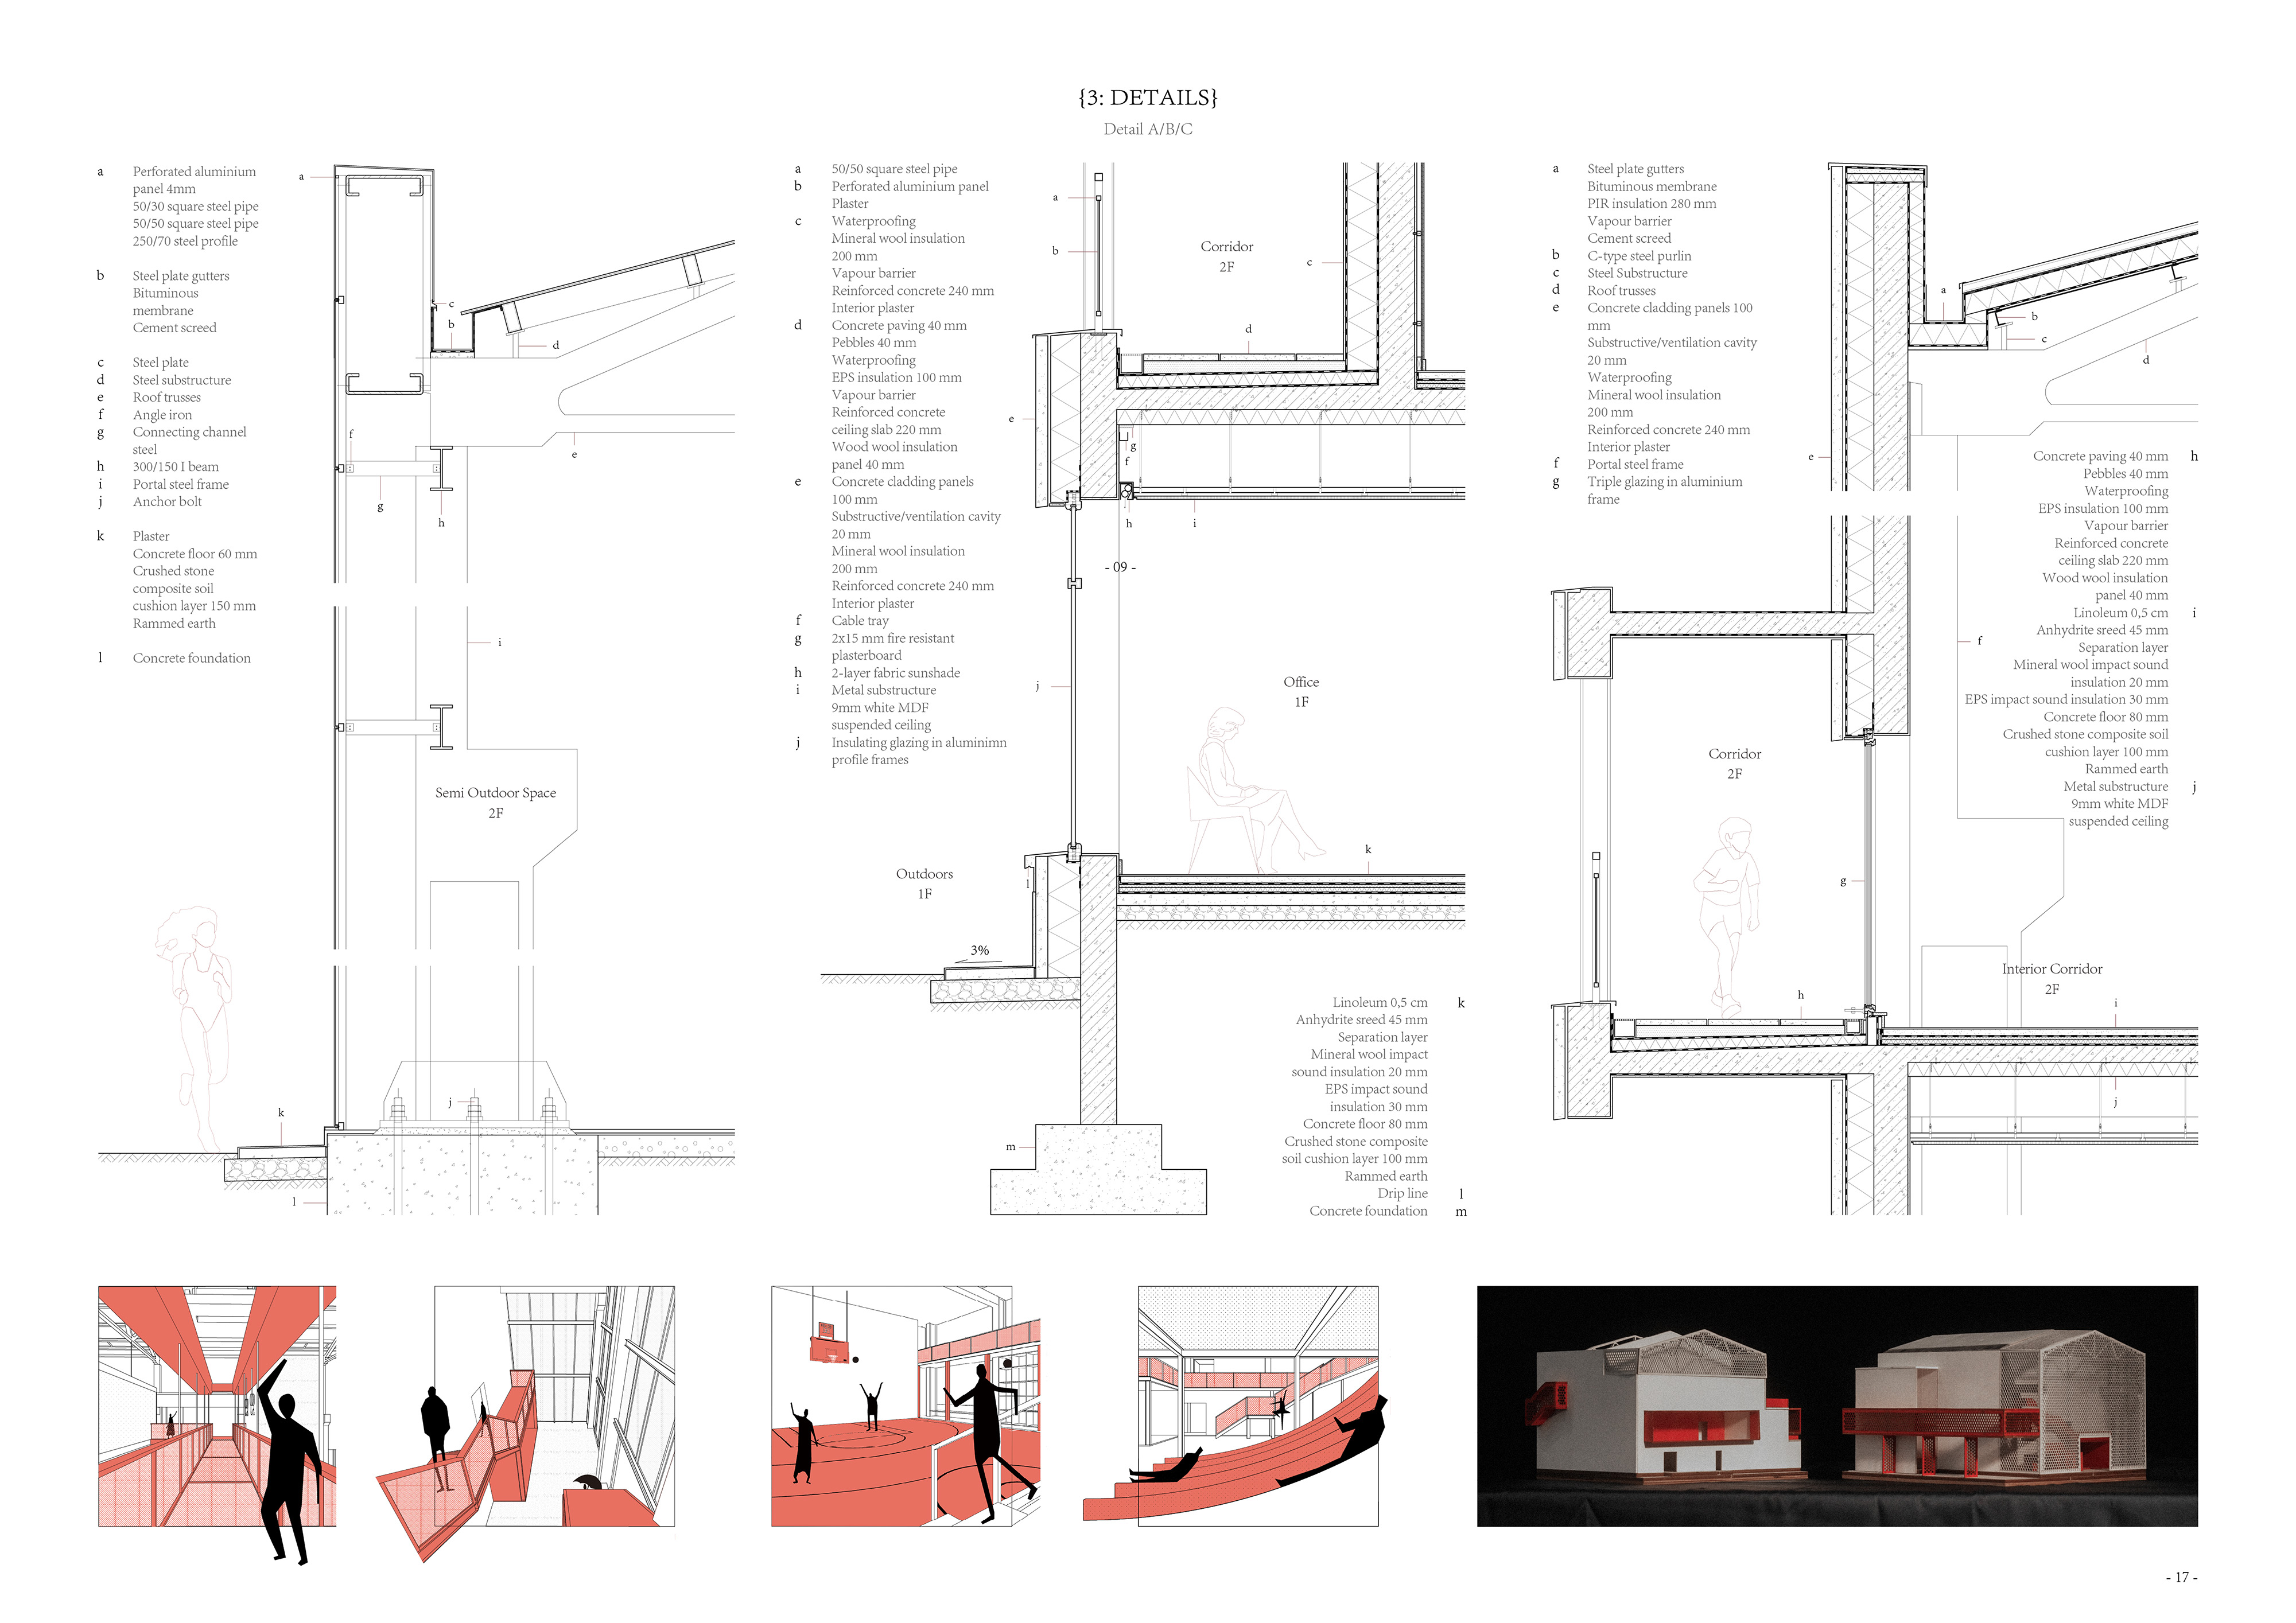 {3: DETAILS}
Detail A/B/C
a Perforated aluminium
panel 4mm
50/30 square steel pipe
50/50 square steel pipe
250/70 steel profile
b Steel plate gutters
Bituminous
membrane
Cement screed
c Steel plate
d Steel substructure
e Roof trusses
f Angle iron
g Connecting channel
steel
h 300/150 I beam
i Portal steel frame
j Anchor bolt
k Plaster
Concrete floor 60 mm
Crushed stone
composite soil
cushion layer 150 mm
Rammed earth
l Concrete foundation
a
c
b
d
f
e
g
h
i
Semi Outdoor Space
2F
j
k
l
a 50/50 square steel pipe
b Perforated aluminium panel
Plaster
c Waterproofing
Mineral wool insulation
200 mm
Vapour barrier
Reinforced concrete 240 mm
Interior plaster
d Concrete paving 40 mm
Pebbles 40 mm
Waterproofing
EPS insulation 100 mm
Vapour barrier
Reinforced concrete
ceiling slab 220 mm
Wood wool insulation
panel 40 mm
e Concrete cladding panels
100 mm
Substructive/ventilation cavity
20 mm
Mineral wool insulation
200 mm
Reinforced concrete 240 mm
Interior plaster
f Cable tray
g 2x15 mm fire resistant
plasterboard
h 2-layer fabric sunshade
i Metal substructure
9mm white MDF
suspended ceiling
j Insulating glazing in aluminimn
profile frames
a
b
Corridor
2F
c
d
e
g
f
h
i
- 09 -
j
Office
1F
k
Outdoors
1F
l
3%
m
Linoleum 0,5 cm k
Anhydrite sreed 45 mm
Separation layer
Mineral wool impact
sound insulation 20 mm
EPS impact sound
insulation 30 mm
Concrete floor 80 mm
Crushed stone composite
soil cushion layer 100 mm
Rammed earth
Drip line l
Concrete foundation m
a Steel plate gutters
Bituminous membrane
PIR insulation 280 mm
Vapour barrier
Cement screed
b C-type steel purlin
c Steel Substructure
d Roof trusses
e Concrete cladding panels 100
mm
Substructive/ventilation cavity
20 mm
Waterproofing
Mineral wool insulation
200 mm
Reinforced concrete 240 mm
Interior plaster
f Portal steel frame
g Triple glazing in aluminium
frame
a
b
c
d
e
Concrete paving 40 mm h
Pebbles 40 mm
Waterproofing
EPS insulation 100 mm
Vapour barrier
Reinforced concrete
ceiling slab 220 mm
Wood wool insulation
panel 40 mm
Linoleum 0,5 cm i
Anhydrite sreed 45 mm
Separation layer
Mineral wool impact sound
insulation 20 mm
EPS impact sound insulation 30 mm
Concrete floor 80 mm
Crushed stone composite soil
cushion layer 100 mm
Rammed earth
Metal substructure j
9mm white MDF
suspended ceiling
f
Corridor
2F
g
h
Interior Corridor
2F
i
j
- 17 -